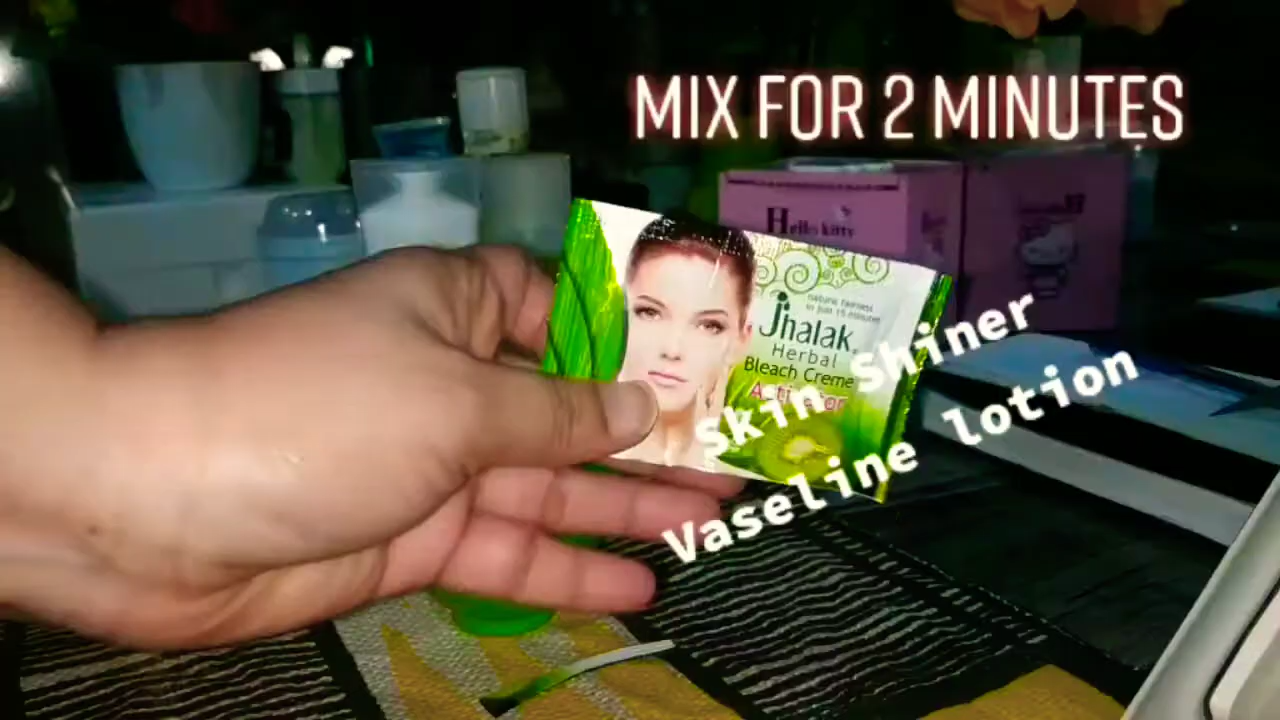 MIX FOR 2 MINUTES
Hello kitty
natural fairness
in just 15 minutes
Jhalak
Herbal
Bleach Creme
Activator
Skin Shiner
Vaseline lotion